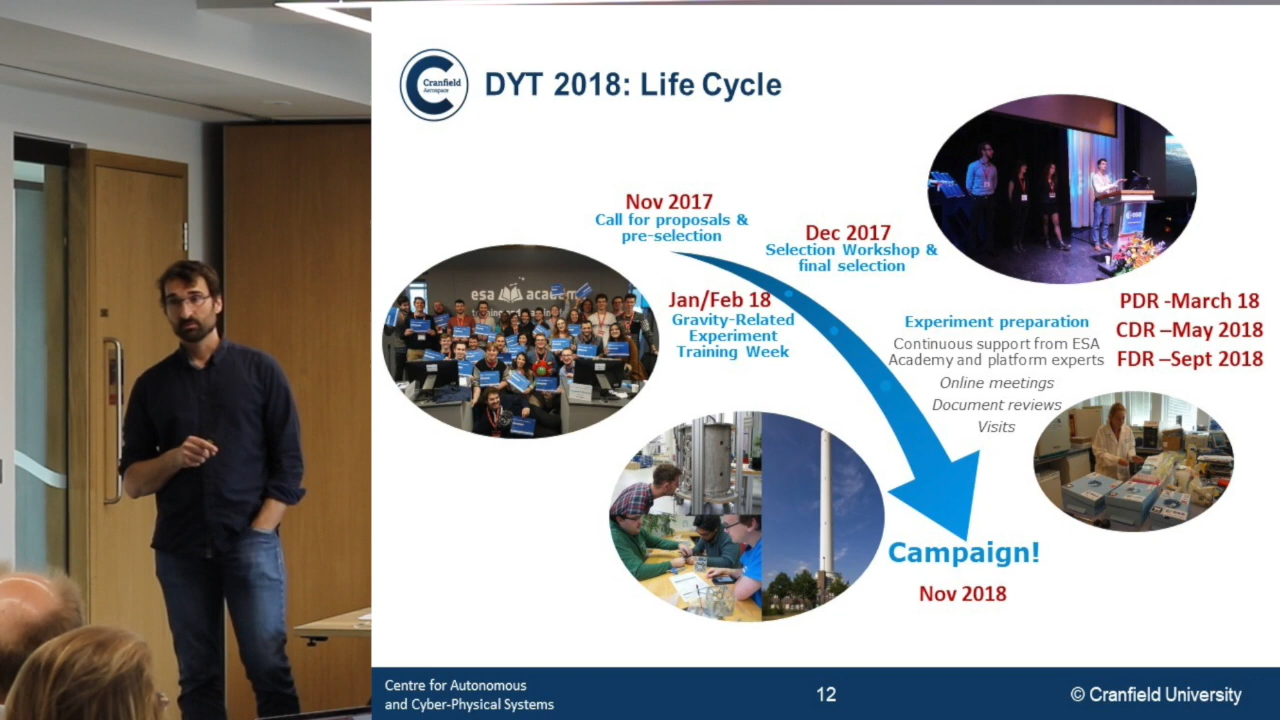 Cranfield
Aerospace
DYT 2018: Life Cycle
Nov 2017
Call for proposals &
pre-selection
Dec 2017
Selection Workshop &
final selection
esa academy
Jan/Feb 18
Gravity-Related
Experiment
Training Week
Experiment preparation
Continuous support from ESA
Academy and platform experts
Online meetings
Document reviews
Visits
PDR -March 18
CDR –May 2018
FDR –Sept 2018
esa
Campaign!
Nov 2018
Centre for Autonomous
and Cyber-Physical Systems
12
© Cranfield University